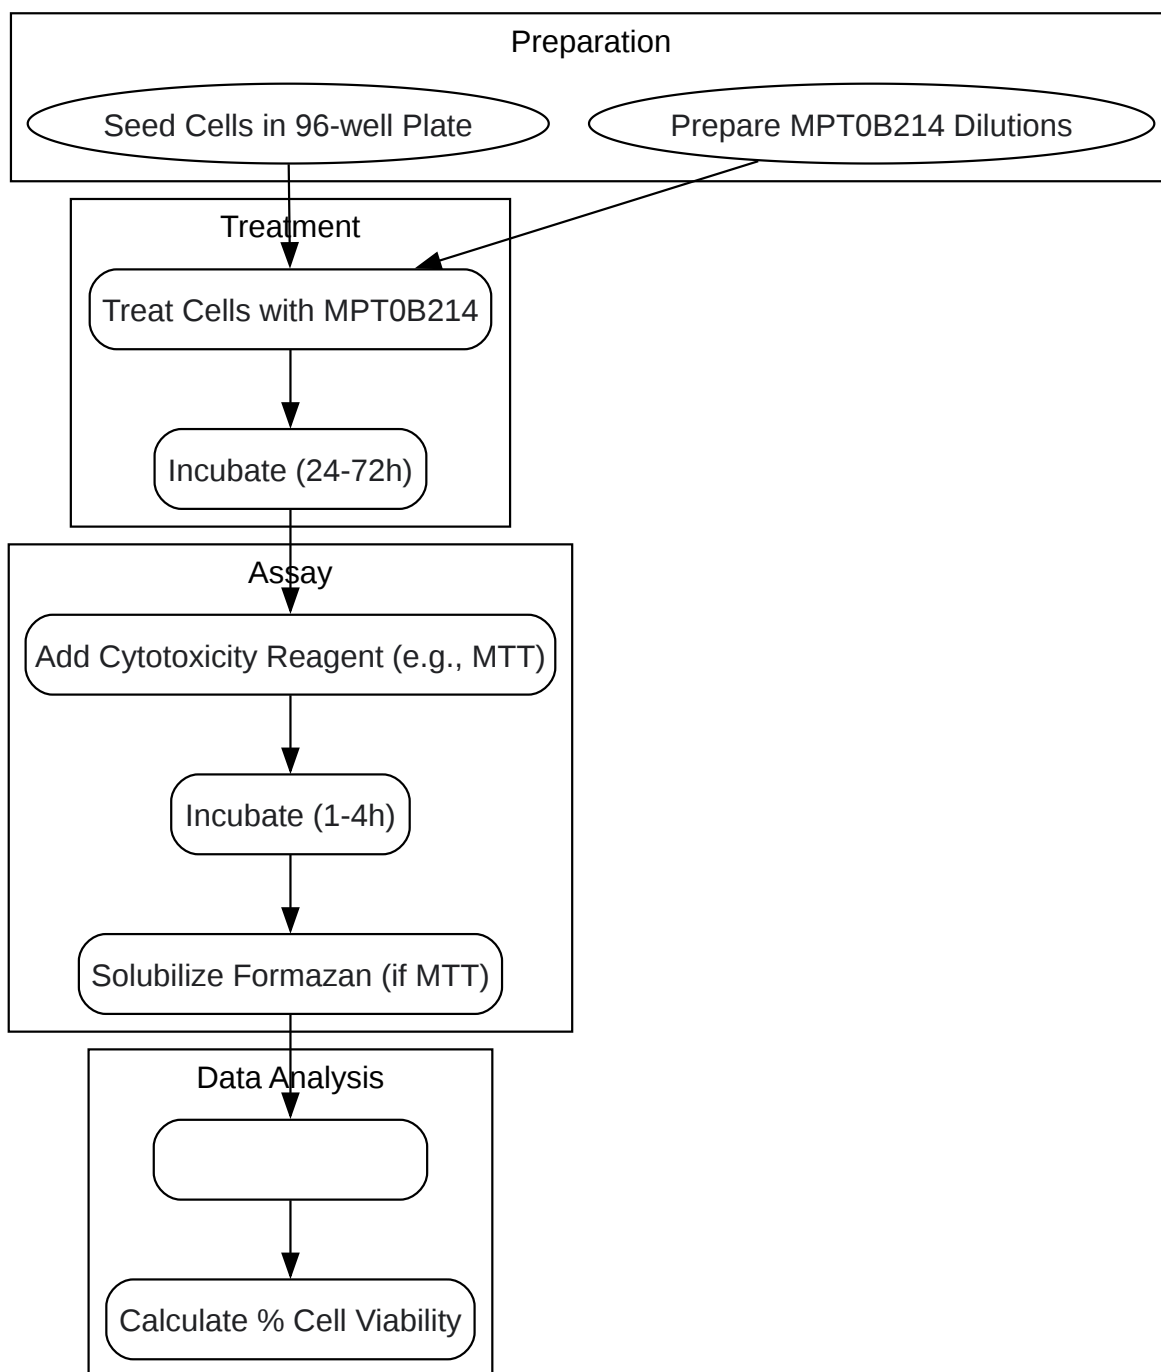 Preparation
Seed Cells in 96-well Plate
Prepare MPT0B214 Dilutions
Treatment
Treat Cells with MPT0B214
Incubate (24-72h)
Assay
Add Cytotoxicity Reagent (e.g., MTT)
Incubate (1-4h)
Solubilize Formazan (if MTT)
Data Analysis
Calculate % Cell Viability